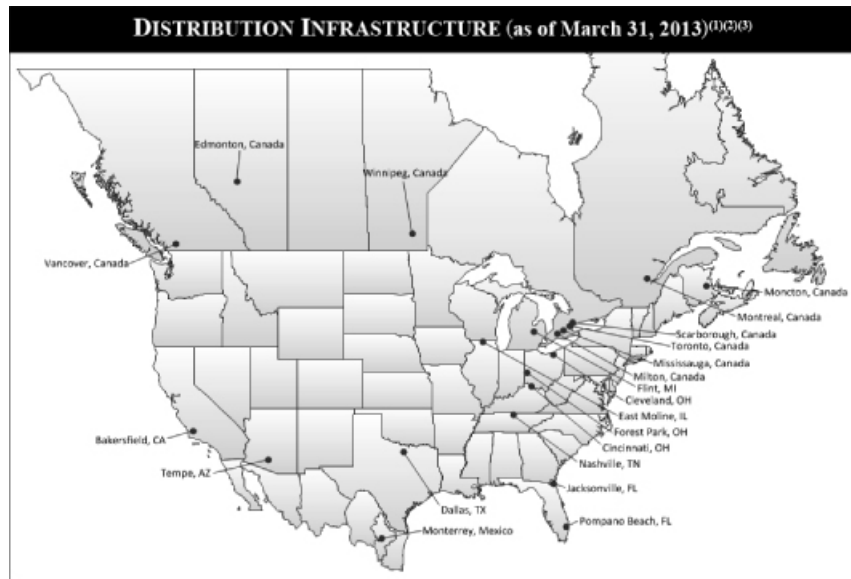 DISTRIBUTION INFRASTRUCTURE (as of March 31, 2013)(1)(2)(3)
Edmonton, Canada
Winnipeg, Canada
Vancover, Canada
Moncton, Canada
Montreal, Canada
Scarborough, Canada
Toronto, Canada
Mississauga, Canada
Milton, Canada
Flint, MI
Cleveland, OH
East Moline, IL
Forest Park, OH
Bakersfield, CA
Cincinnati, OH
Nashville, TN
Tempe, AZ
Jacksonville, FL
Dallas, TX
Pompano Beach, FL
Monterrey, Mexico